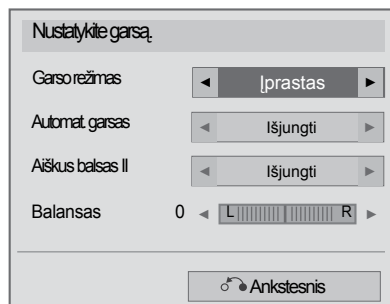 Nustatykite garsą.
Garso režimas ◄ Įprastas ►
Automat. garsas ◄ Išjungti ►
Aiškus balsas II ◄ Išjungti ►
Balansas 0 ◄ L R ►
Ankstesnis